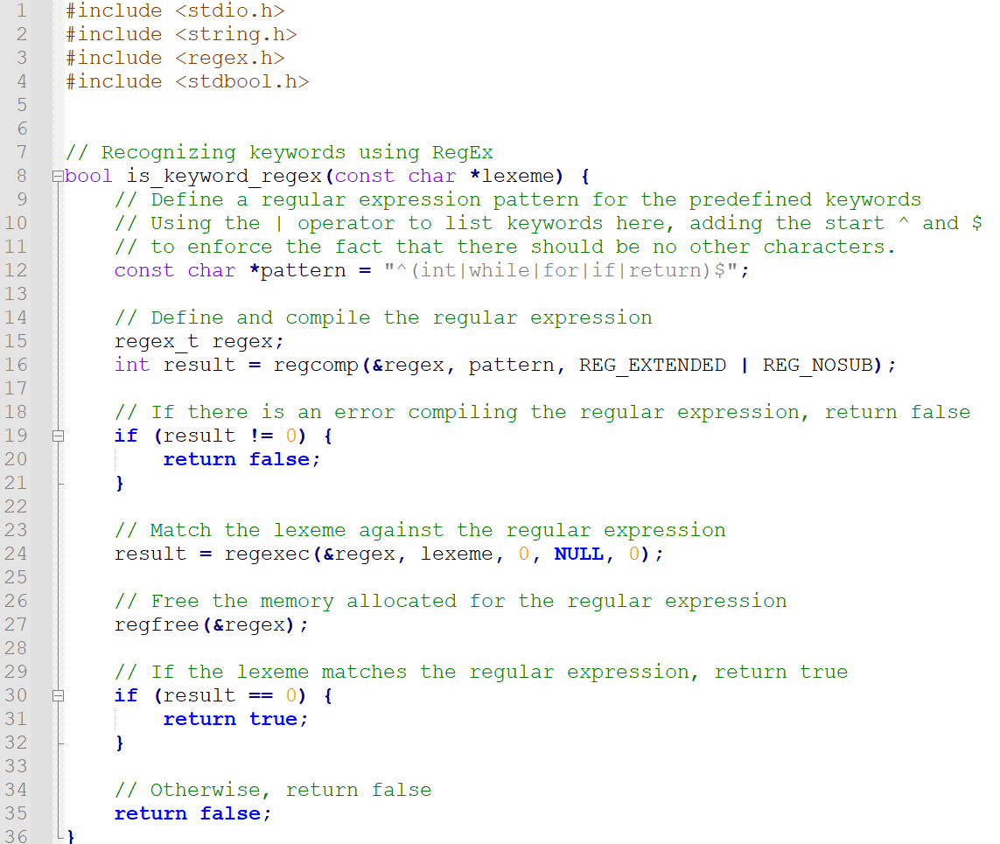 1 #include <stdio.h>
2 #include <string.h>
3 #include <regex.h>
4 #include <stdbool.h>
5
6
7 // Recognizing keywords using RegEx
8 bool is_keyword_regex(const char *lexeme) {
9     // Define a regular expression pattern for the predefined keywords
10     // Using the | operator to list keywords here, adding the start ^ and $
11     // to enforce the fact that there should be no other characters.
12     const char *pattern = "^(int|while|for|if|return)$";
13
14     // Define and compile the regular expression
15     regex_t regex;
16     int result = regcomp(&regex, pattern, REG_EXTENDED | REG_NOSUB);
17
18     // If there is an error compiling the regular expression, return false
19     if (result != 0) {
20         return false;
21     }
22
23     // Match the lexeme against the regular expression
24     result = regexec(&regex, lexeme, 0, NULL, 0);
25
26     // Free the memory allocated for the regular expression
27     regfree(&regex);
28
29     // If the lexeme matches the regular expression, return true
30     if (result == 0) {
31         return true;
32     }
33
34     // Otherwise, return false
35     return false;
36 }